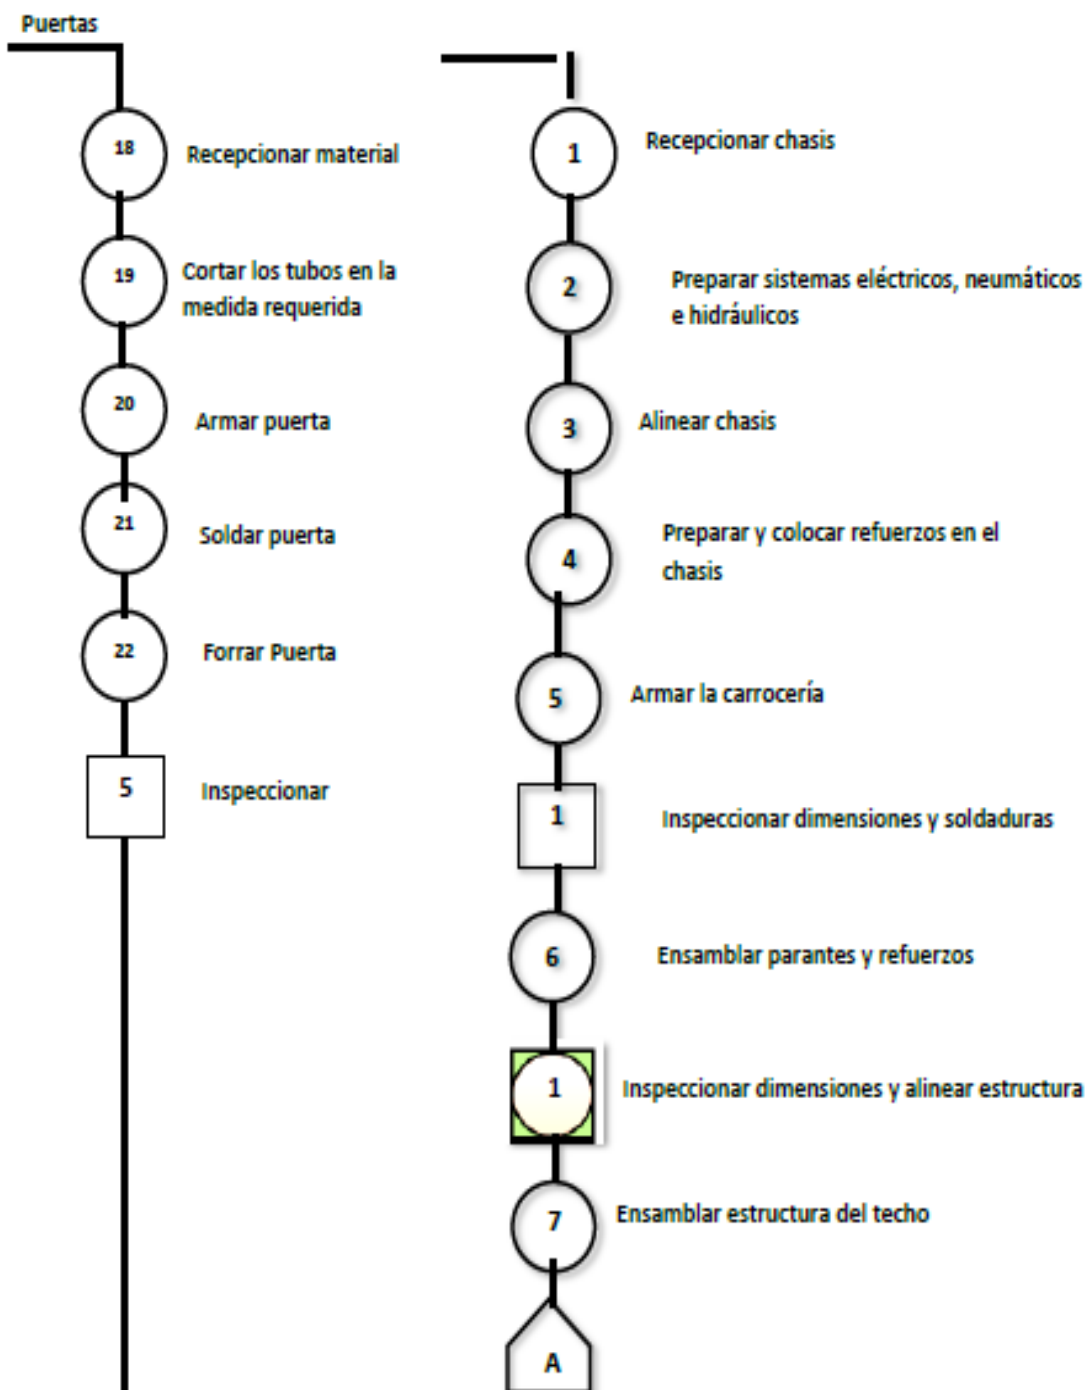 Puertas
18
Recepcionar material
19
Cortar los tubos en la
medida requerida
20
Armar puerta
21
Soldar puerta
22
Forrar Puerta
5
Inspeccionar
1
Recepcionar chasis
2
Preparar sistemas eléctricos, neumáticos
e hidráulicos
3
Alinear chasis
4
Preparar y colocar refuerzos en el
chasis
5
Armar la carrocería
1
Inspeccionar dimensiones y soldaduras
6
Ensamblar parantes y refuerzos
1
Inspeccionar dimensiones y alinear estructura
7
Ensamblar estructura del techo
A